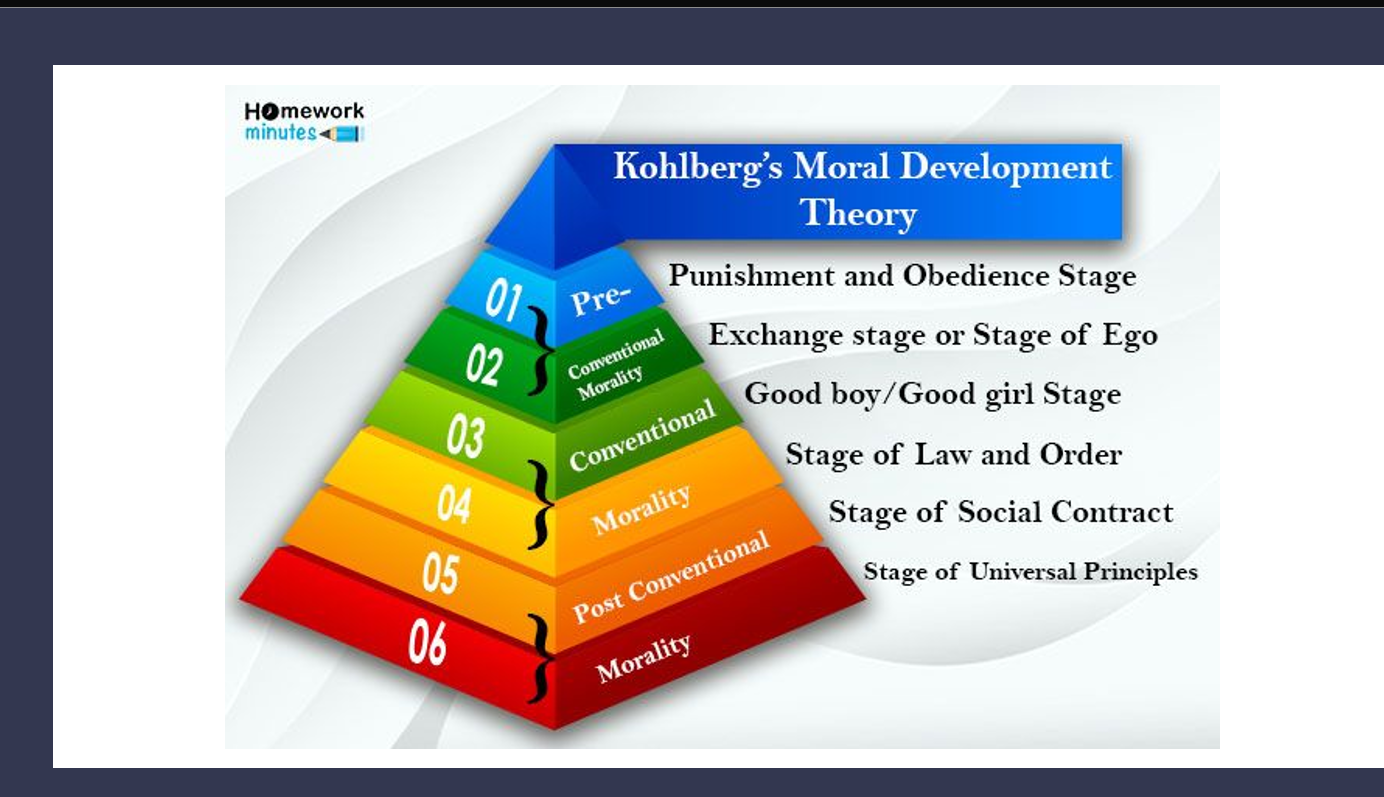 Homework
minutes
Kohlberg's Moral Development
Theory
01
Pre-
Punishment and Obedience Stage
02
Conventional
Morality
Exchange stage or Stage of Ego
03
Conventional
Good boy/Good girl Stage
04
Morality
Stage of Law and Order
05
Post Conventional
Stage of Social Contract
06
Morality
Stage of Universal Principles